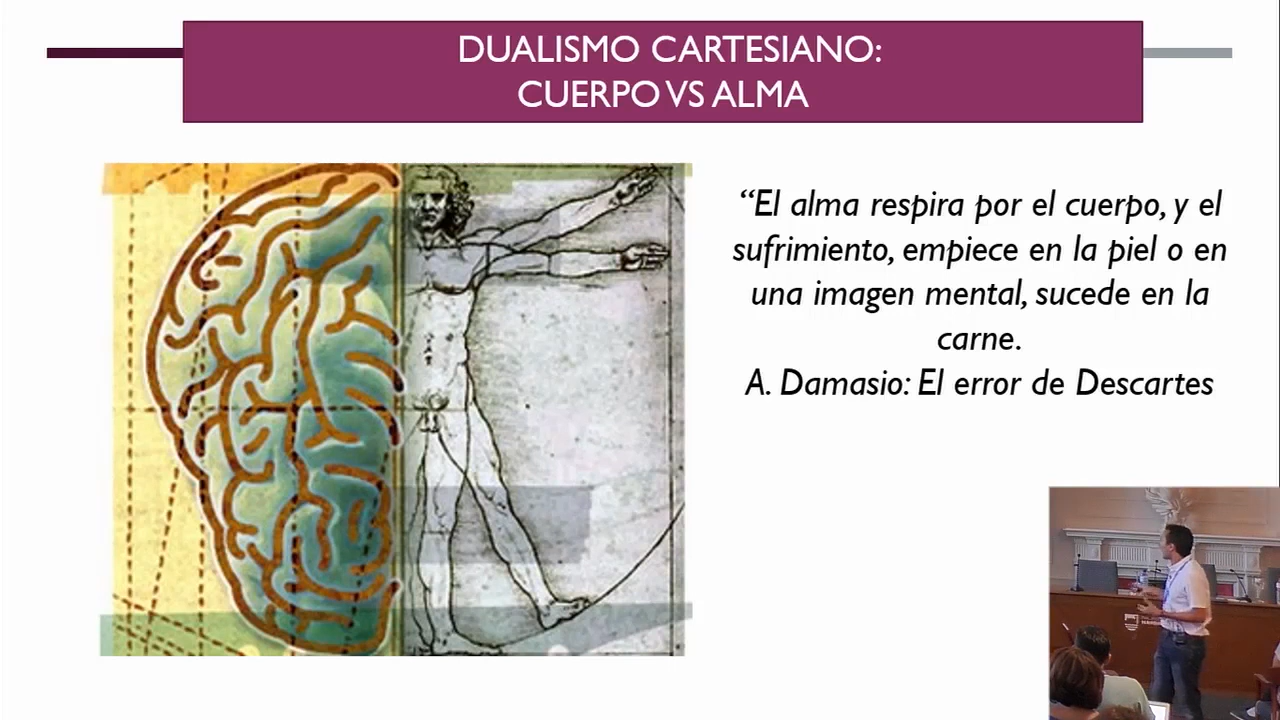 DUALISMO CARTESIANO:
CUERPO VS ALMA
“El alma respira por el cuerpo, y el
sufrimiento, empiece en la piel o en
una imagen mental, sucede en la
carne.
A. Damasio: El error de Descartes